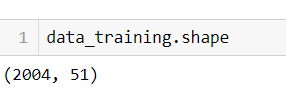 1 data_training.shape
(2004, 51)